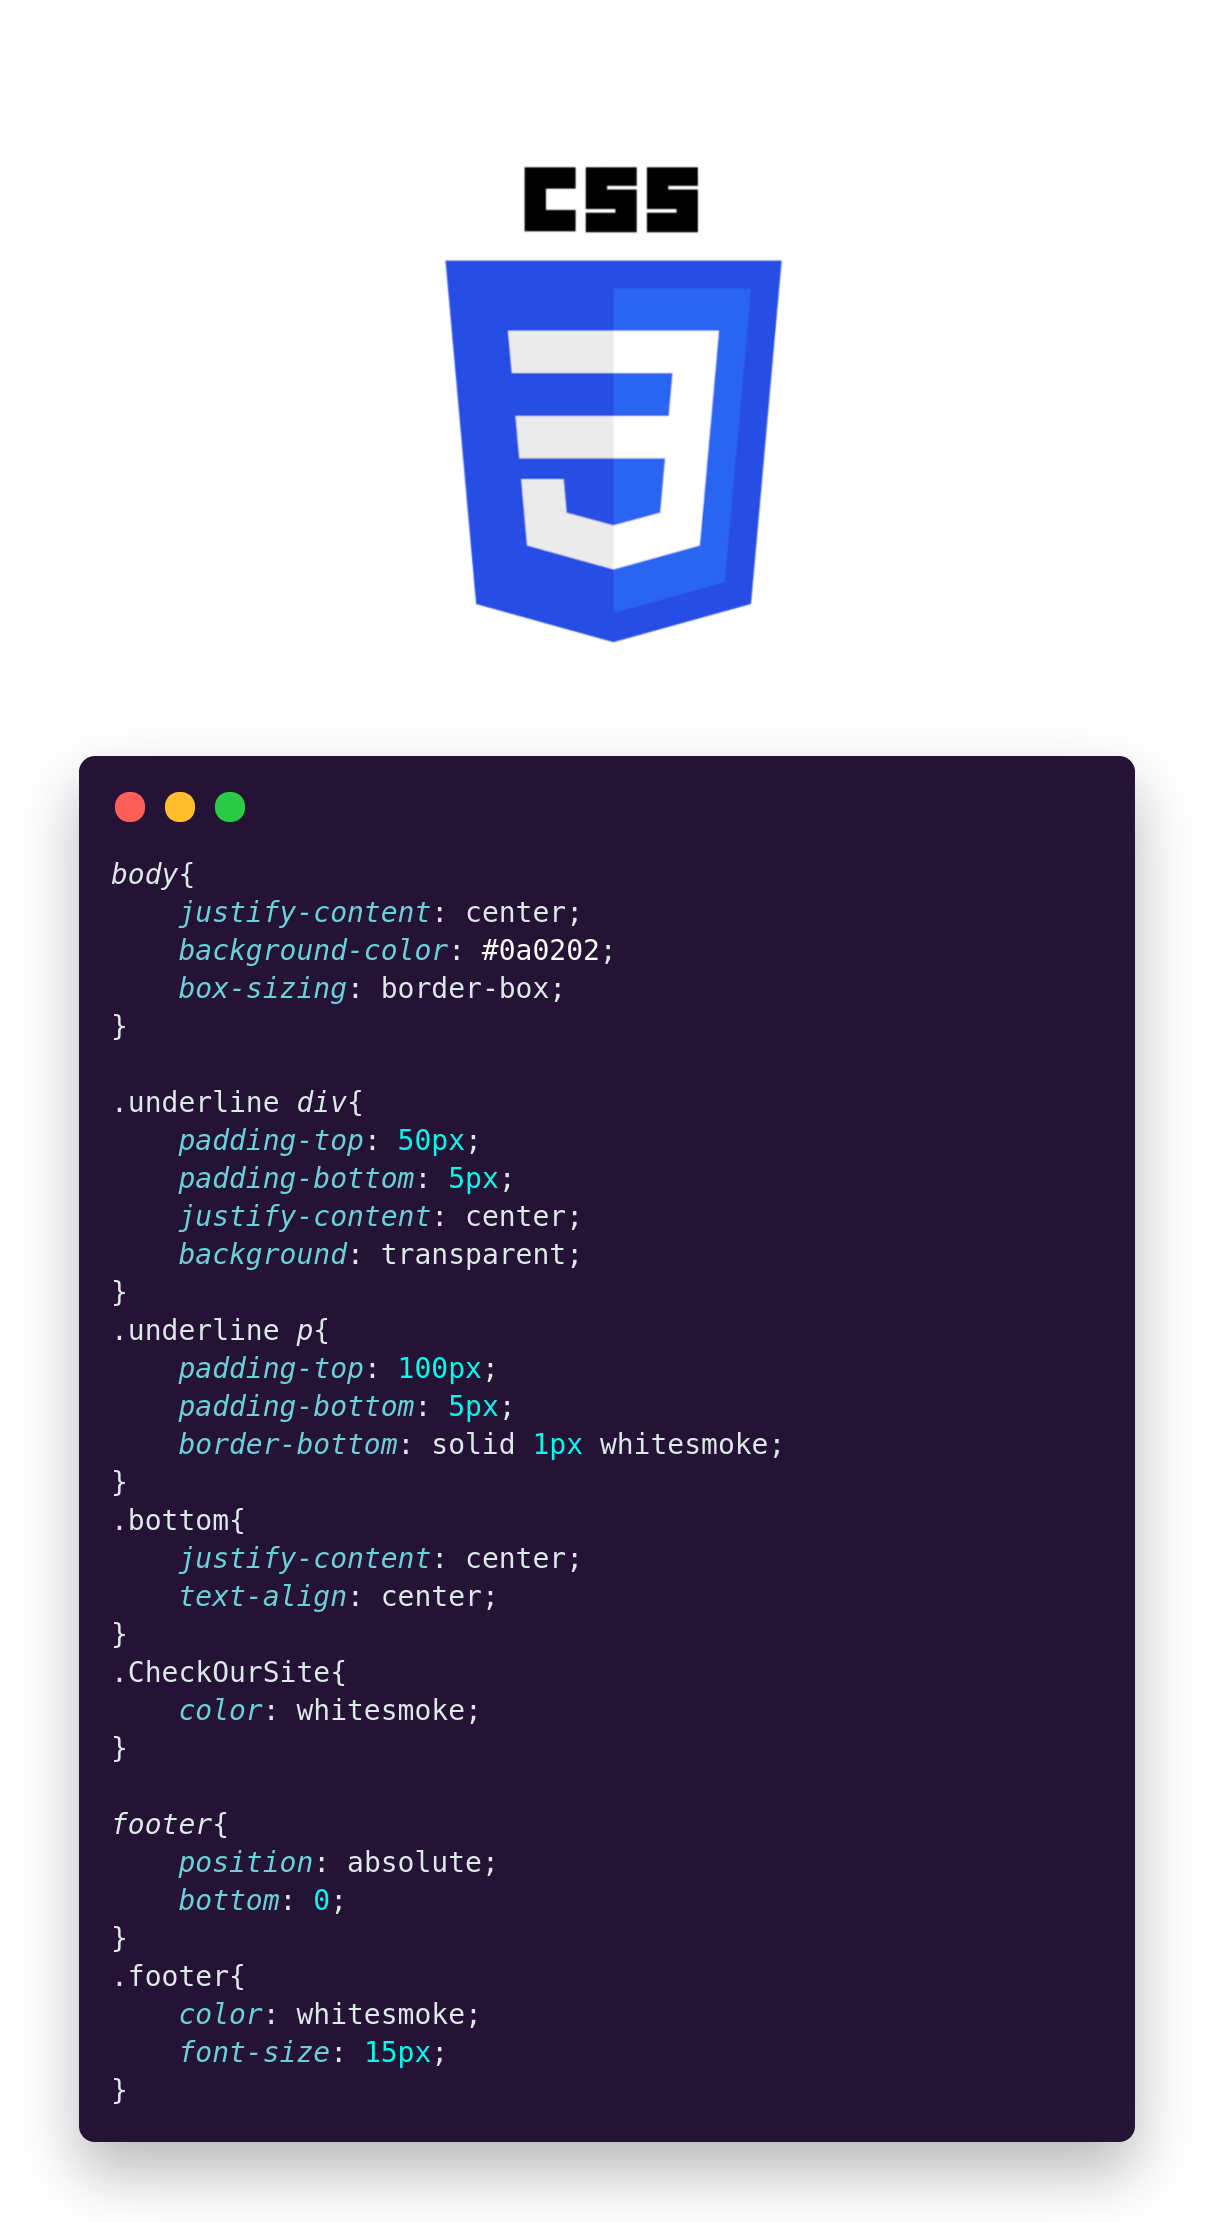 CSS
body{
    justify-content: center;
    background-color: #0a0202;
    box-sizing: border-box;
}

.underline div{
    padding-top: 50px;
    padding-bottom: 5px;
    justify-content: center;
    background: transparent;
}
.underline p{
    padding-top: 100px;
    padding-bottom: 5px;
    border-bottom: solid 1px whitesmoke;
}
.bottom{
    justify-content: center;
    text-align: center;
}
.CheckOurSite{
    color: whitesmoke;
}

footer{
    position: absolute;
    bottom: 0;
}
.footer{
    color: whitesmoke;
    font-size: 15px;
}